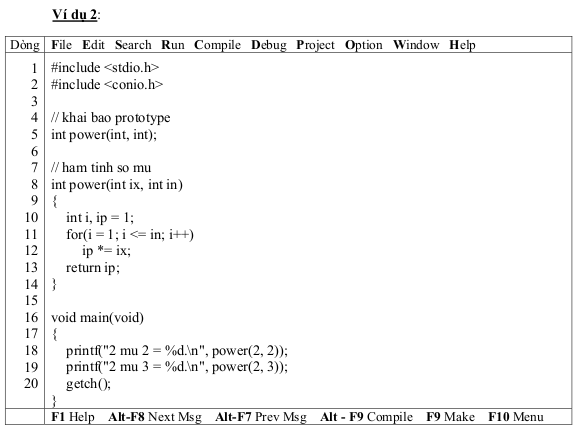 Ví dụ 2:
Dòng File Edit Search Run Compile Debug Project Option Window Help
1 #include <stdio.h>
2 #include <conio.h>
3
4 // khai bao prototype
5 int power(int, int);
6
7 // ham tinh so mu
8 int power(int ix, int in)
9 {
10 int i, ip = 1;
11 for(i = 1; i <= in; i++)
12 ip *= ix;
13 return ip;
14 }
15
16 void main(void)
17 {
18 printf("2 mu 2 = %d.\n", power(2, 2));
19 printf("2 mu 3 = %d.\n", power(2, 3));
20 getch();
}
F1 Help Alt-F8 Next Msg Alt-F7 Prev Msg Alt - F9 Compile F9 Make F10 Menu